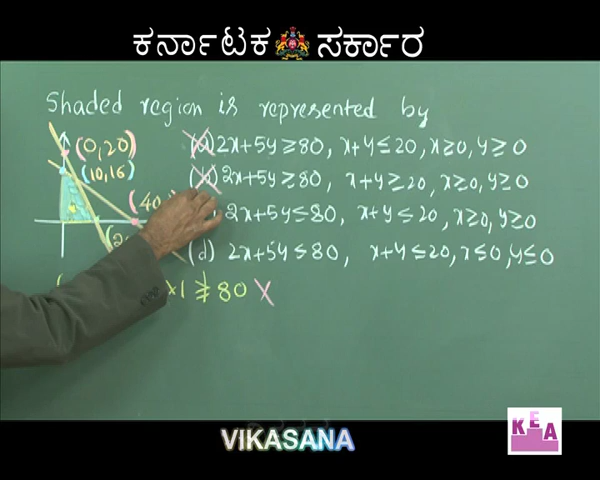 ಕರ್ನಾಟಕ ಸರ್ಕಾರ
Shaded region is represented by
(0,20)
(10,16)
(40,
(a) 2x+5y ≥ 80, x+y ≤ 20, x ≥ 0, y ≥ 0
(b) 2x+5y ≥ 80, x+y ≥ 20, x ≥ 0, y ≥ 0
2x+5y ≤ 80, x+y ≤ 20, x ≥ 0, y ≥ 0
(d) 2x+5y ≤ 80, x+y ≤ 20, x ≤ 0, y ≤ 0
x1 ≱ 80 X
VIKASANA
KEA